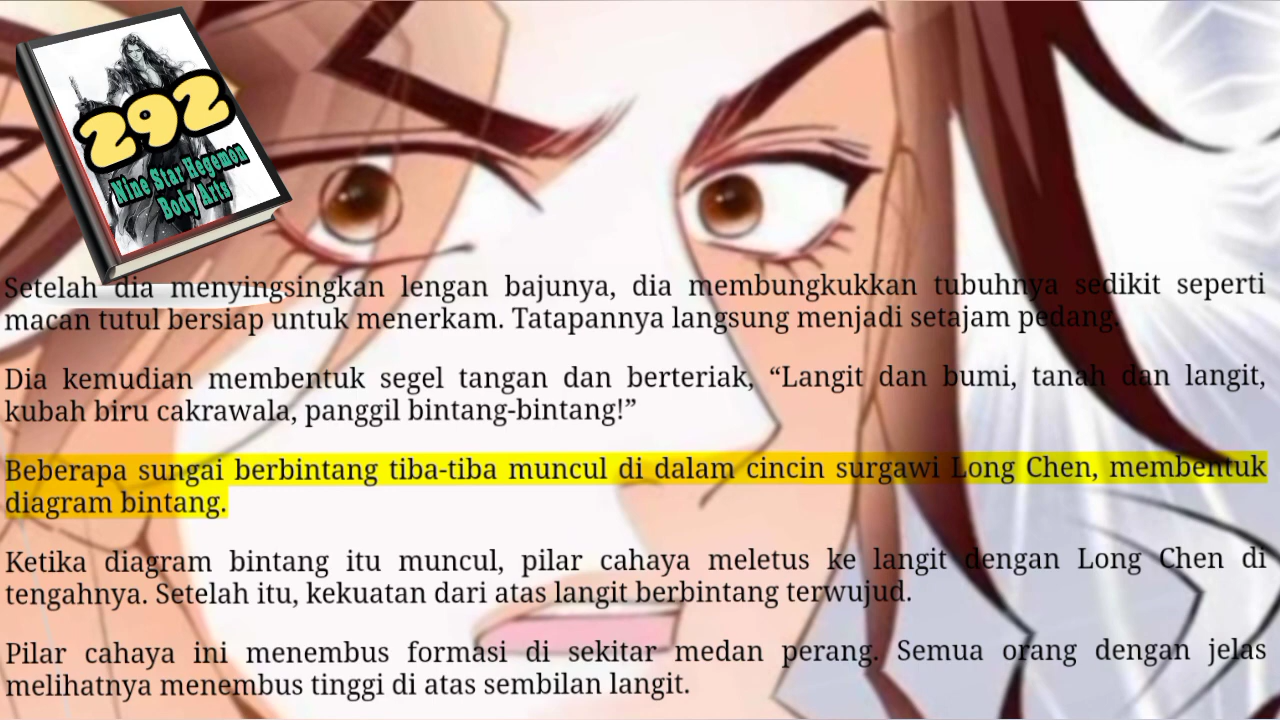 292
Nine Star Hegemon
Body Arts
Setelah dia menyingsingkan lengan bajunya, dia membungkukkan tubuhnya sedikit seperti
macan tutul bersiap untuk menerkam. Tatapannya langsung menjadi setajam pedang.
Dia kemudian membentuk segel tangan dan berteriak, “Langit dan bumi, tanah dan langit,
kubah biru cakrawala, panggil bintang-bintang!”
Beberapa sungai berbintang tiba-tiba muncul di dalam cincin surgawi Long Chen, membentuk
diagram bintang.
Ketika diagram bintang itu muncul, pilar cahaya meletus ke langit dengan Long Chen di
tengahnya. Setelah itu, kekuatan dari atas langit berbintang terwujud.
Pilar cahaya ini menembus formasi di sekitar medan perang. Semua orang dengan jelas
melihatnya menembus tinggi di atas sembilan langit.